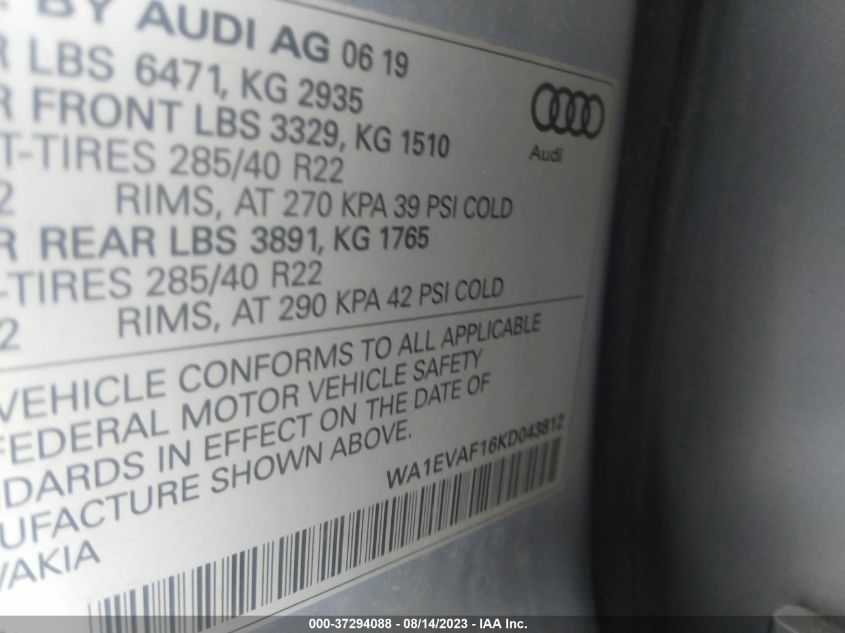 BY AUDI AG 06 19
LBS 6471, KG 2935
FRONT LBS 3329, KG 1510
T-TIRES 285/40 R22
2 RIMS, AT 270 KPA 39 PSI COLD
R REAR LBS 3891, KG 1765
-TIRES 285/40 R22
2 RIMS, AT 290 KPA 42 PSI COLD
VEHICLE CONFORMS TO ALL APPLICABLE
FEDERAL MOTOR VEHICLE SAFETY
NDARDS IN EFFECT ON THE DATE OF
UFACTURE SHOWN ABOVE.
VAKIA
WA1EVAF16KD043812
Audi
000-37294088 - 08/14/2023 - IAA Inc.